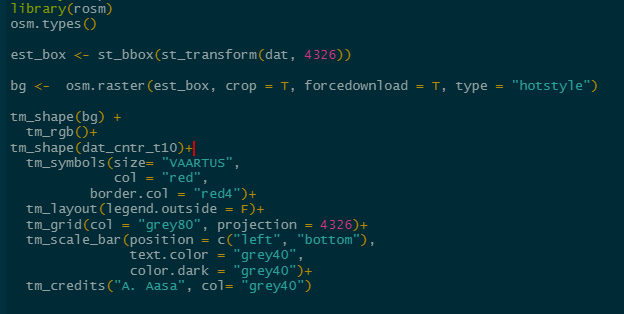 library(rosm)
osm.types()
est_box <- st_bbox(st_transform(dat, 4326))
bg <-  osm.raster(est_box, crop = T, forcedownload = T, type = "hotstyle")
tm_shape(bg) +
  tm_rgb()+
tm_shape(dat_cntr_t10)+
  tm_symbols(size= "VAARTUS",
             col = "red",
          border.col = "red4")+
  tm_layout(legend.outside = F)+
  tm_grid(col = "grey80", projection = 4326)+
  tm_scale_bar(position = c("left", "bottom"),
               text.color = "grey40",
               color.dark = "grey40")+
  tm_credits("A. Aasa", col= "grey40")